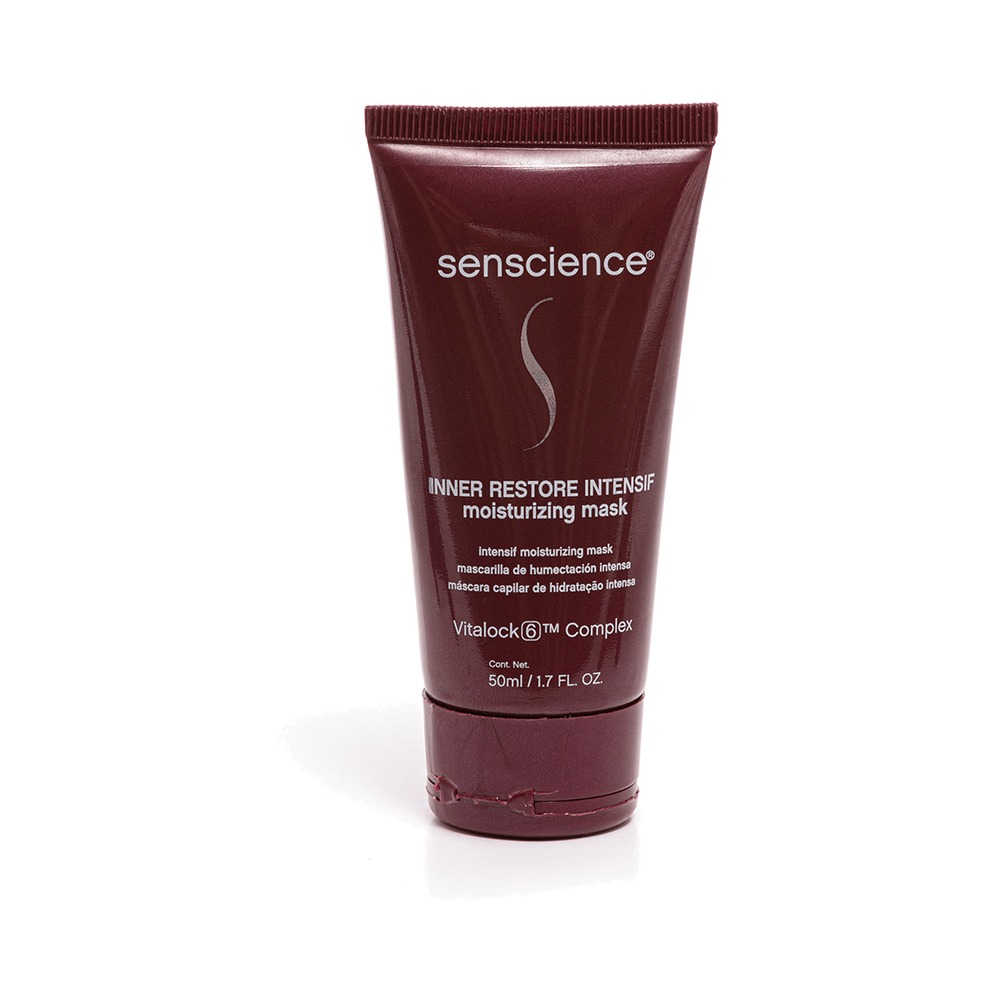 senscience®
INNER RESTORE INTENSIF
moisturizing mask
intensif moisturizing mask
mascarilla de humectación intensa
máscara capilar de hidratação intensa
Vitalock6™ Complex
Cont. Net.
50ml / 1.7 FL. OZ.